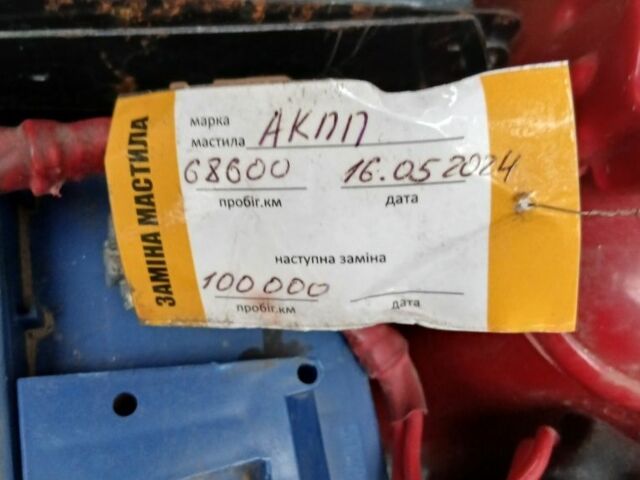 ЗАМІНА МАСТИЛА
марка
мастила АКПП
68600 16.05 2024
пробіг.км дата
наступна заміна
100 000
пробіг.км дата